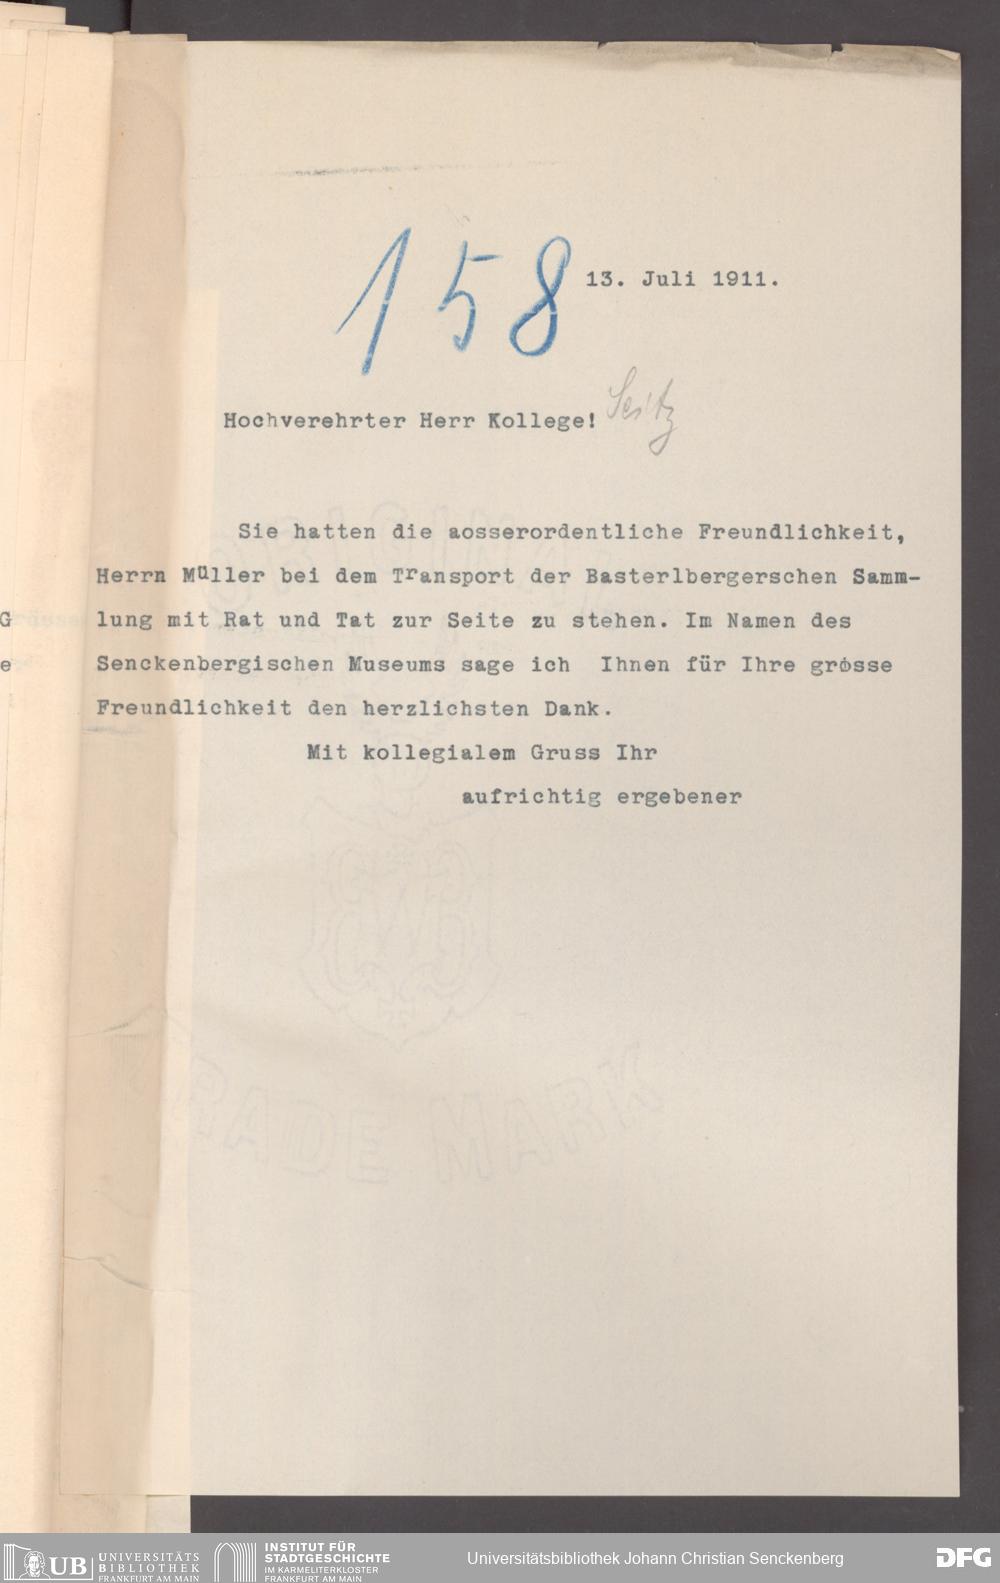 158
13. Juli 1911.
Hochverehrter Herr Kollege! Seitz
Sie hatten die aosserordentliche Freundlichkeit,
Herrn Müller bei dem Transport der Basterlbergerschen Samm-
lung mit Rat und Tat zur Seite zu stehen. Im Namen des
Senckenbergischen Museums sage ich Ihnen für Ihre grosse
Freundlichkeit den herzlichsten Dank.
Mit kollegialem Gruss Ihr
aufrichtig ergebener
TRADE MARK
UB UNIVERSITÄTS
BIBLIOTHEK
FRANKFURT AM MAIN
INSTITUT FÜR
STADTGESCHICHTE
IM KARMELITERKLOSTER
FRANKFURT AM MAIN
Universitätsbibliothek Johann Christian Senckenberg
DFG